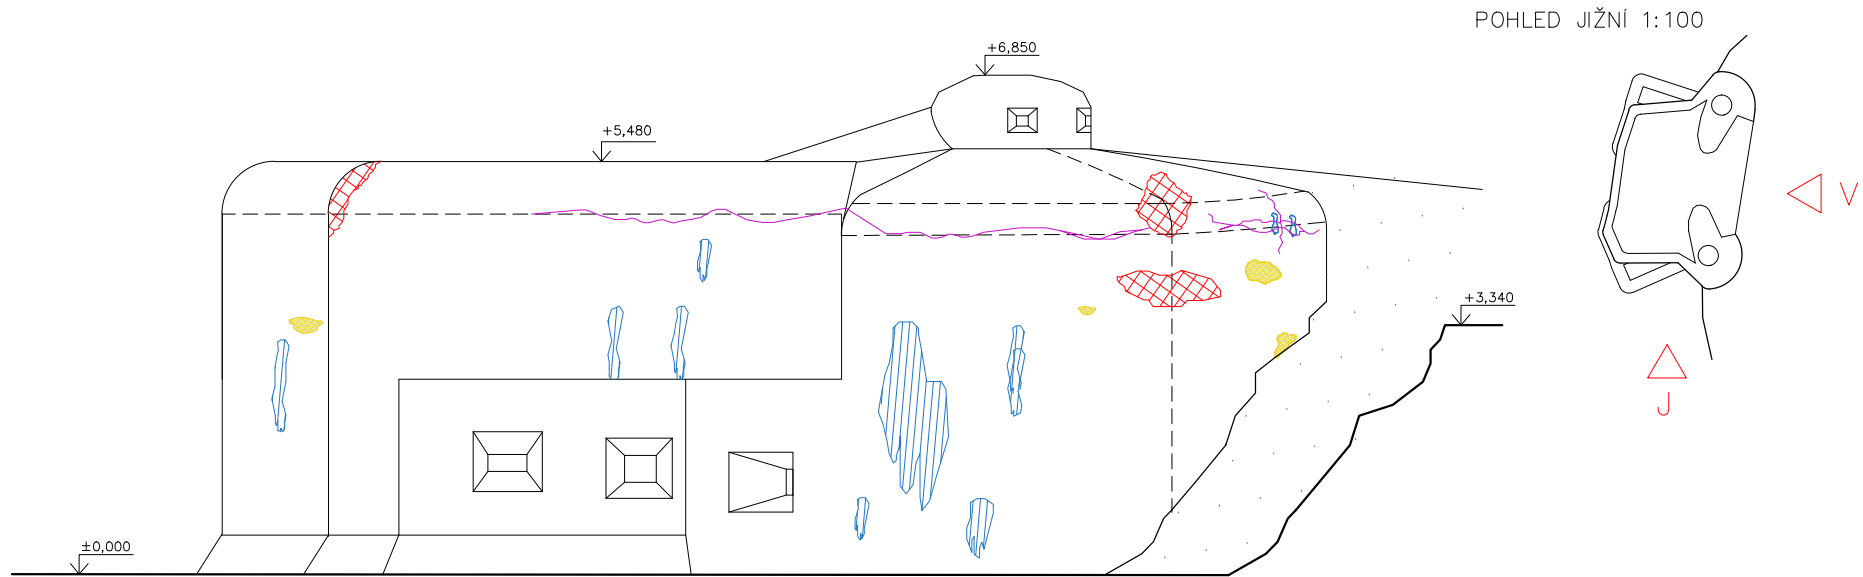 POHLED JIŽNÍ 1:100
+6,850
+5,480
V
+3,340
J
±0,000